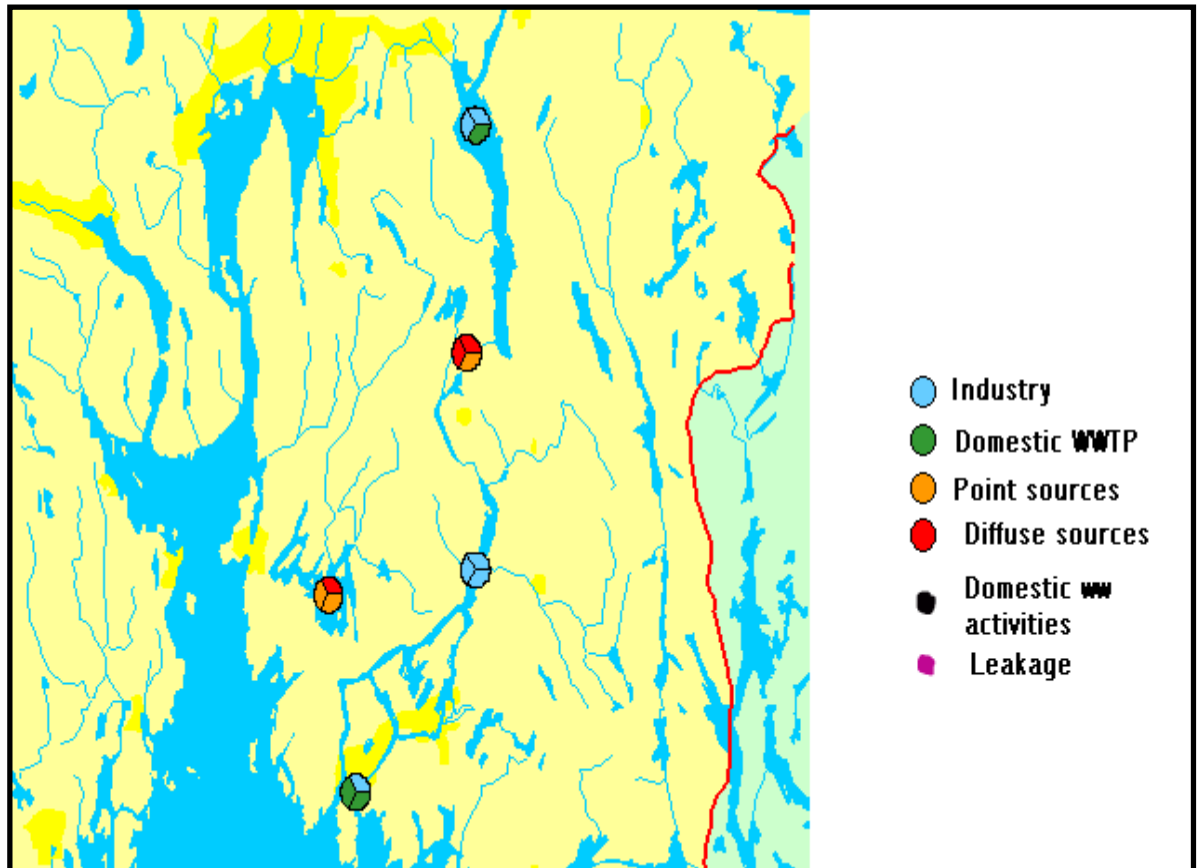 Industry
Domestic WWTP
Point sources
Diffuse sources
Domestic ww
activities
Leakage